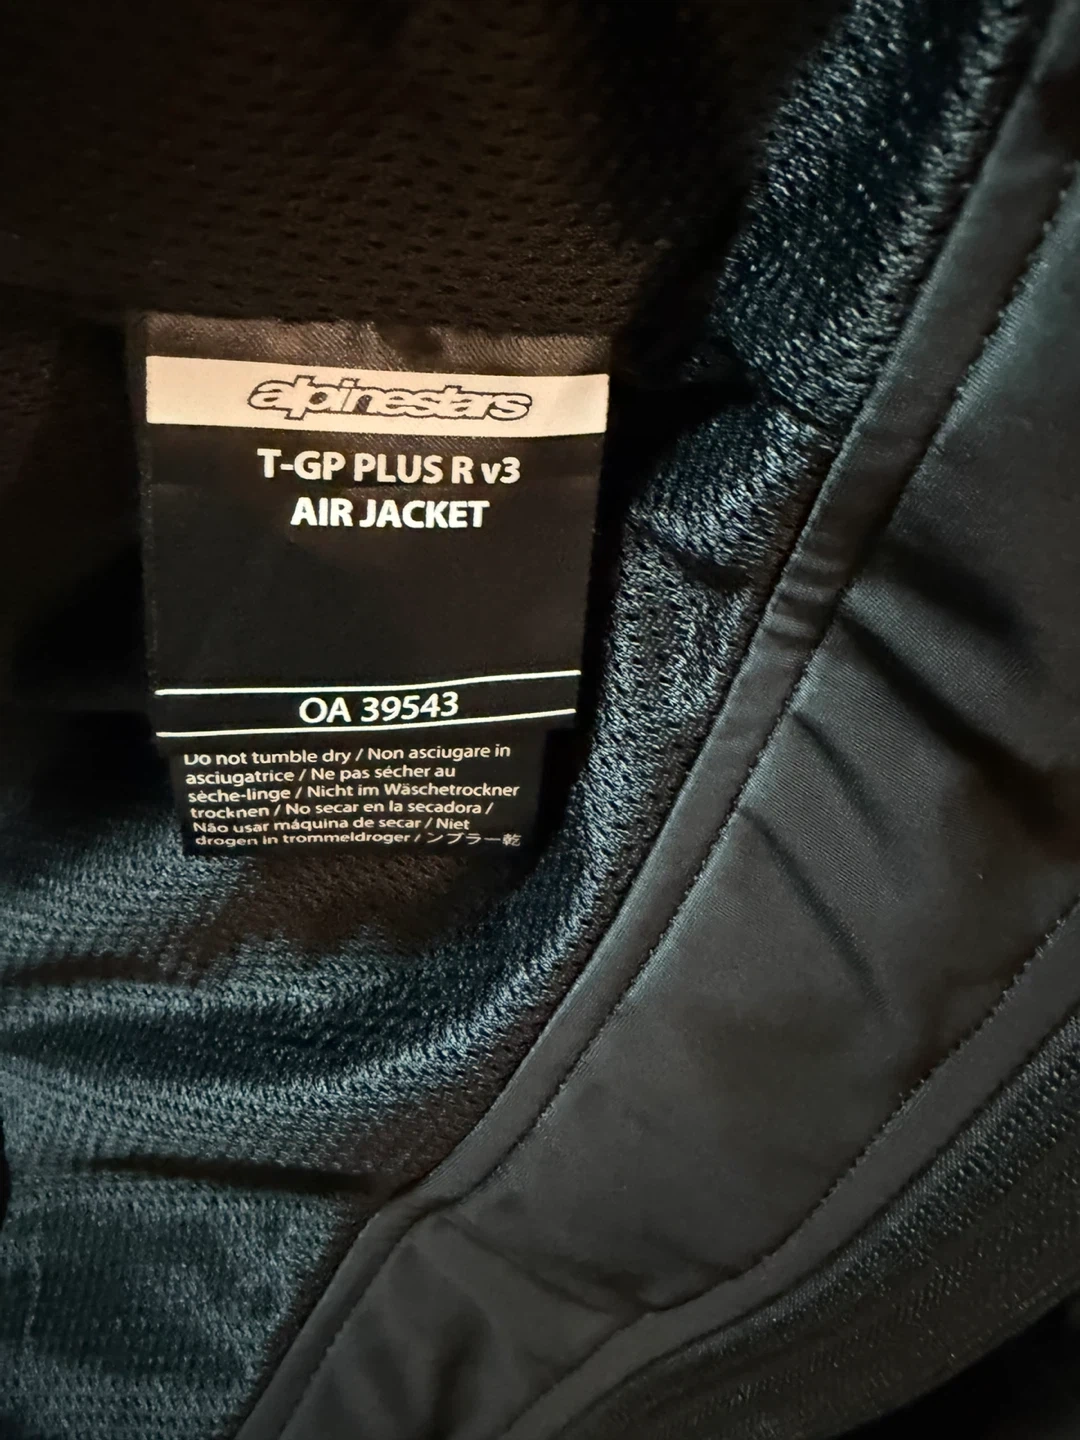 alpinestars
T-GP PLUS R v3
AIR JACKET
OA 39543
Do not tumble dry / Non asciugare in
asciugatrice / Ne pas sécher au
sèche-linge / Nicht im Wäschetrockner
trocknen / No secar en la secadora /
Não usar máquina de secar / Niet
drogen in trommeldroger / ンブラー乾